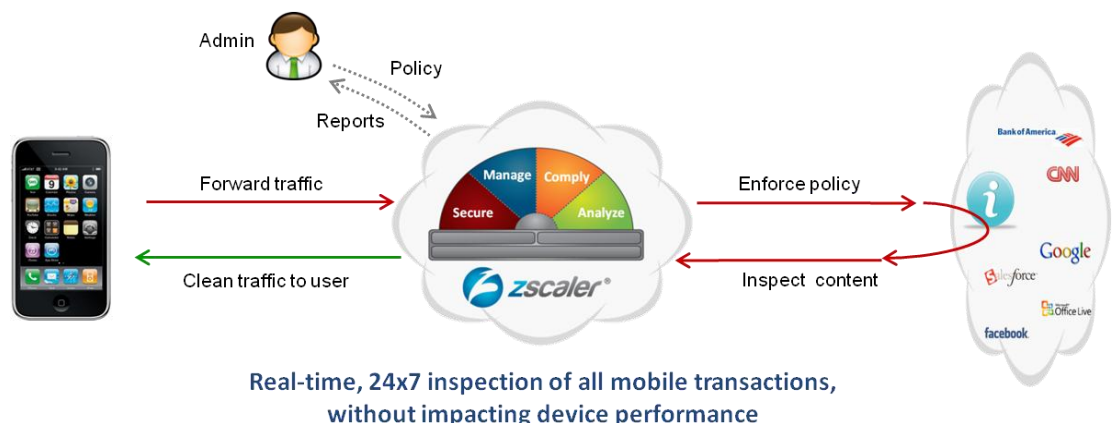 Admin
Policy
Reports
Forward traffic
Clean traffic to user
Secure
Manage
Comply
Analyze
zscaler®
Enforce policy
Inspect content
Bank of America
CNN
i
Google
salesforce
Microsoft
Office Live
facebook
Real-time, 24x7 inspection of all mobile transactions,
without impacting device performance